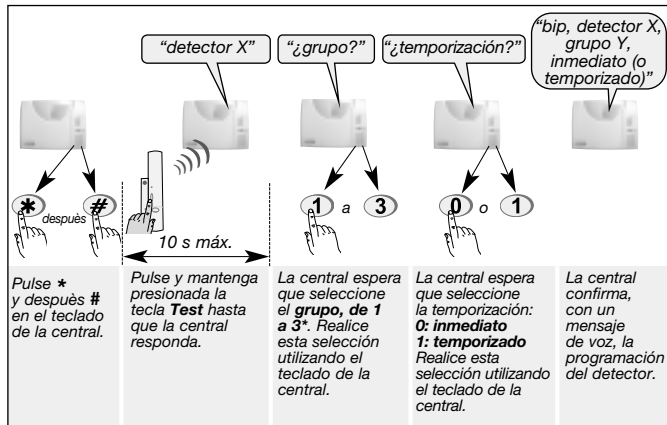 “detector X”
“¿grupo?”
“¿temporización?”
“bip, detector X,
grupo Y,
inmediato (o
temporizado)”
* despuès #
10 s máx.
1 a 3
0 o 1
Pulse *
y despuès #
en el teclado
de la central.
Pulse y mantenga
presionada la
tecla Test hasta
que la central
responda.
La central espera
que seleccione
el grupo, de 1
a 3*. Realice
esta selección
utilizando el
teclado de la
central.
La central espera
que seleccione
la temporización:
0: inmediato
1: temporizado
Realice esta
selección utilizando
el teclado de la
central.
La central
confirma,
con un
mensaje
de voz, la
programación
del detector.